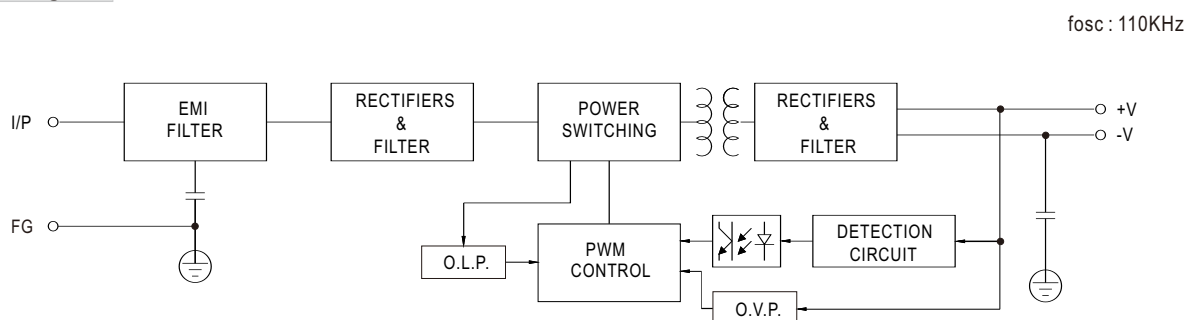 fosc : 110KHz
I/P
EMI
FILTER
RECTIFIERS
&
FILTER
POWER
SWITCHING
RECTIFIERS
&
FILTER
+V
-V
FG
O.L.P.
PWM
CONTROL
DETECTION
CIRCUIT
O.V.P.